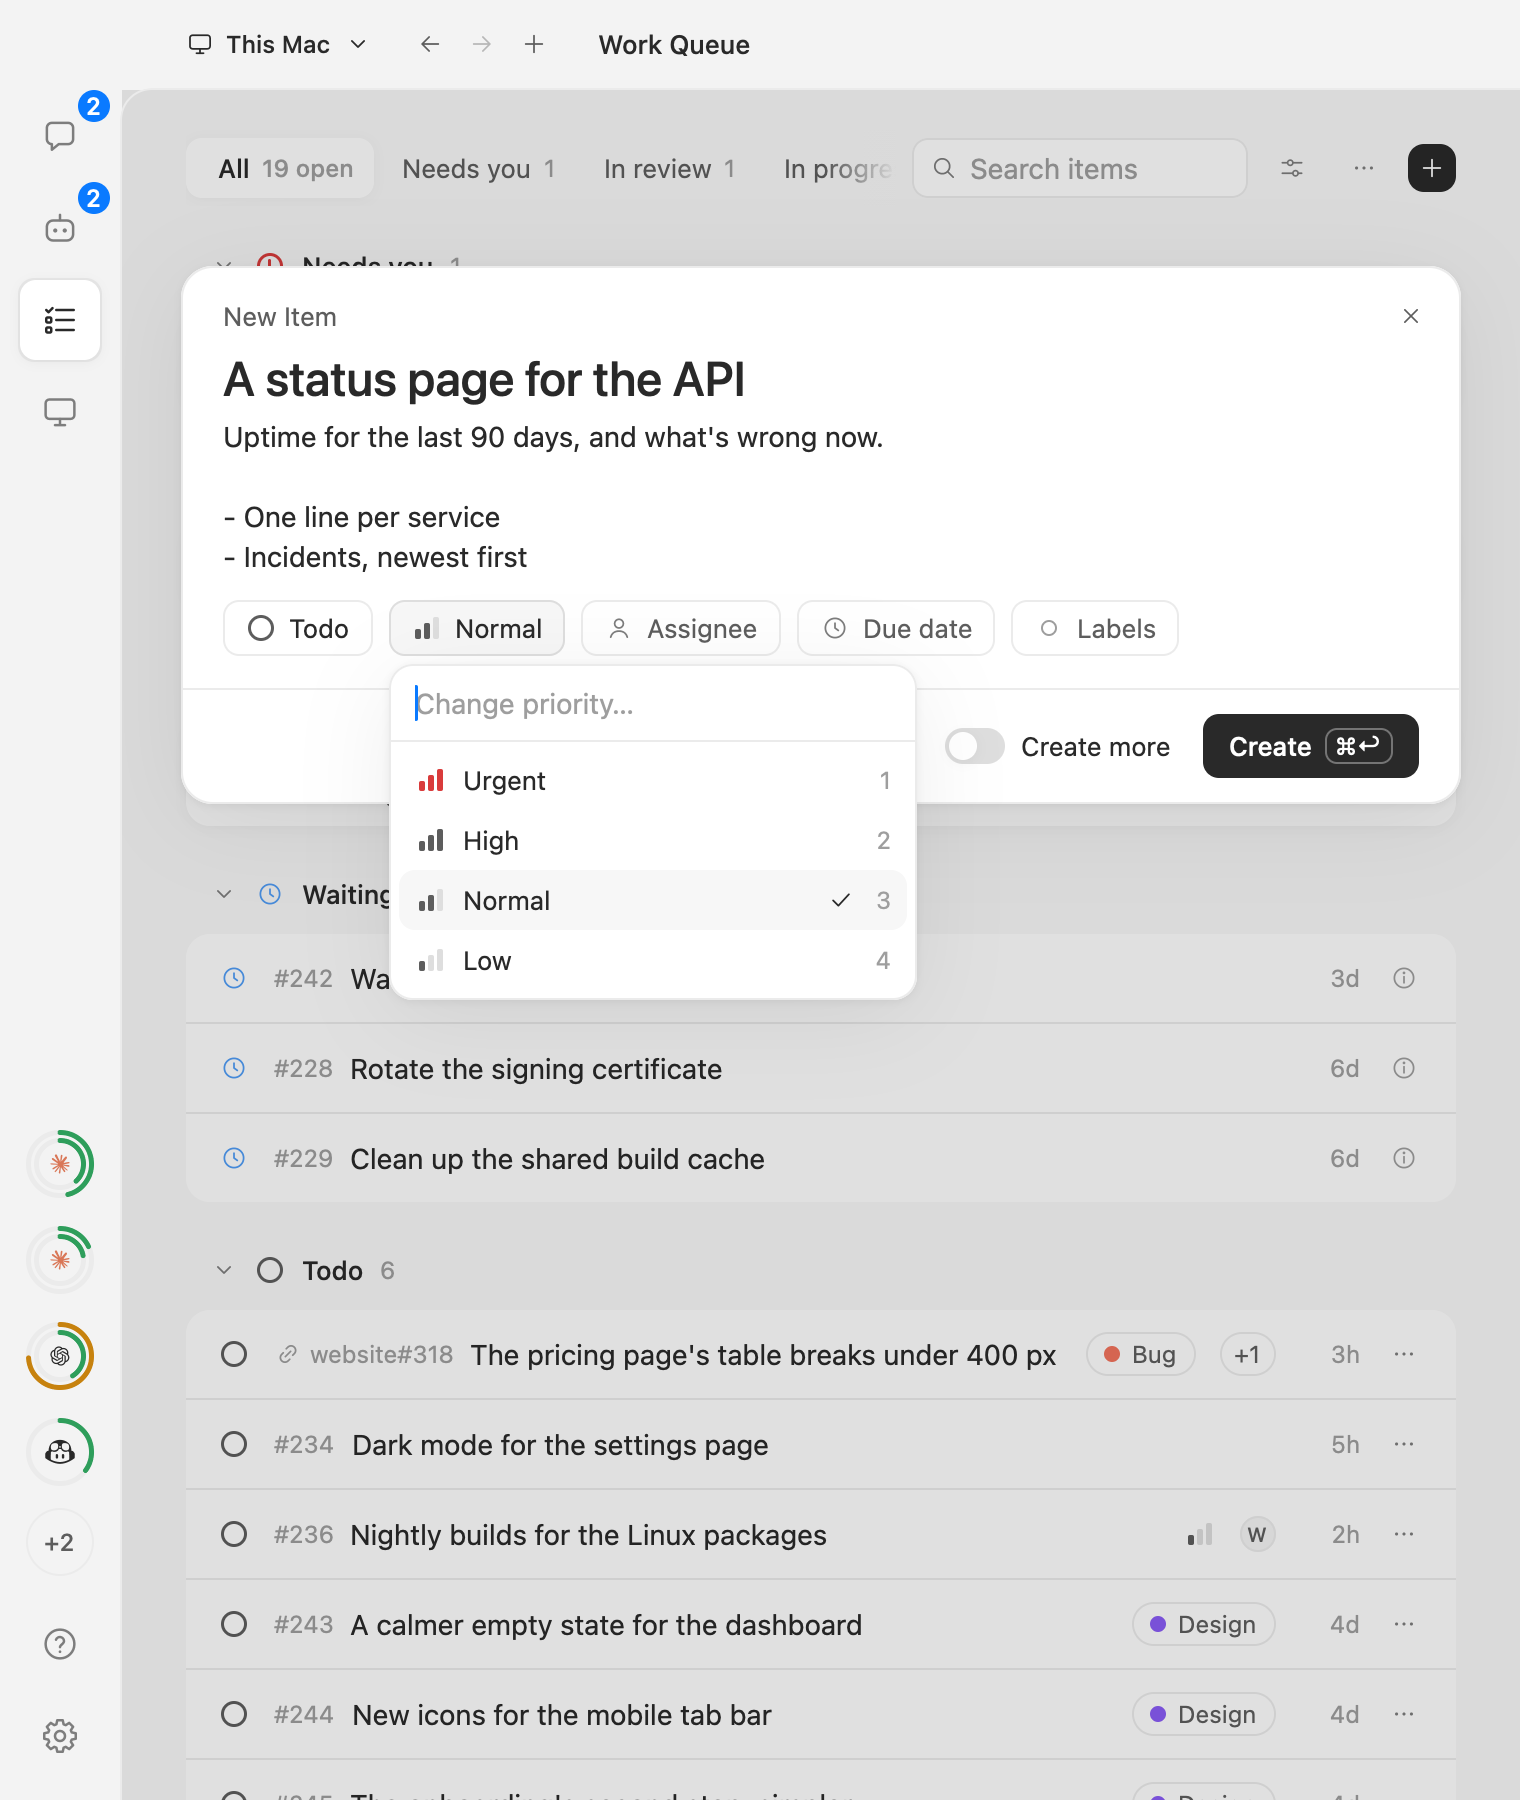 This Mac
Work Queue
2
2
All 19 open
Needs you 1
In review 1
In progre
Search items
Needs you 1
New Item
A status page for the API
Uptime for the last 90 days, and what's wrong now.
- One line per service
- Incidents, newest first
Todo
Normal
Assignee
Due date
Labels
Change priority...
Urgent 1
High 2
Normal 3
Low 4
Create more
Create ⌘↩
Waiting
#242 Wa 3d
#228 Rotate the signing certificate 6d
#229 Clean up the shared build cache 6d
Todo 6
website#318 The pricing page's table breaks under 400 px Bug +1 3h
#234 Dark mode for the settings page 5h
#236 Nightly builds for the Linux packages W 2h
#243 A calmer empty state for the dashboard Design 4d
#244 New icons for the mobile tab bar Design 4d
+2